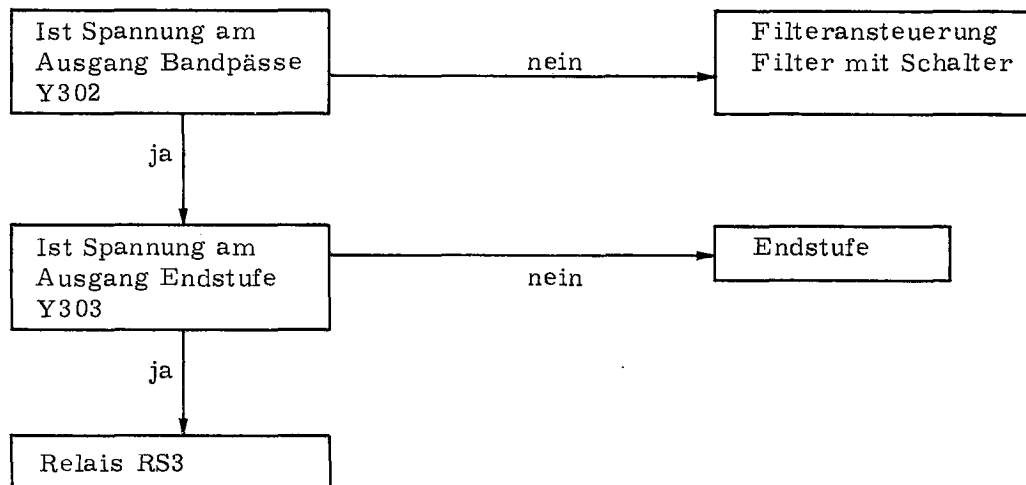 Ist Spannung am
Ausgang Bandpässe
Y302
nein
Filteransteuerung
Filter mit Schalter
ja
Ist Spannung am
Ausgang Endstufe
Y303
nein
Endstufe
ja
Relais RS3